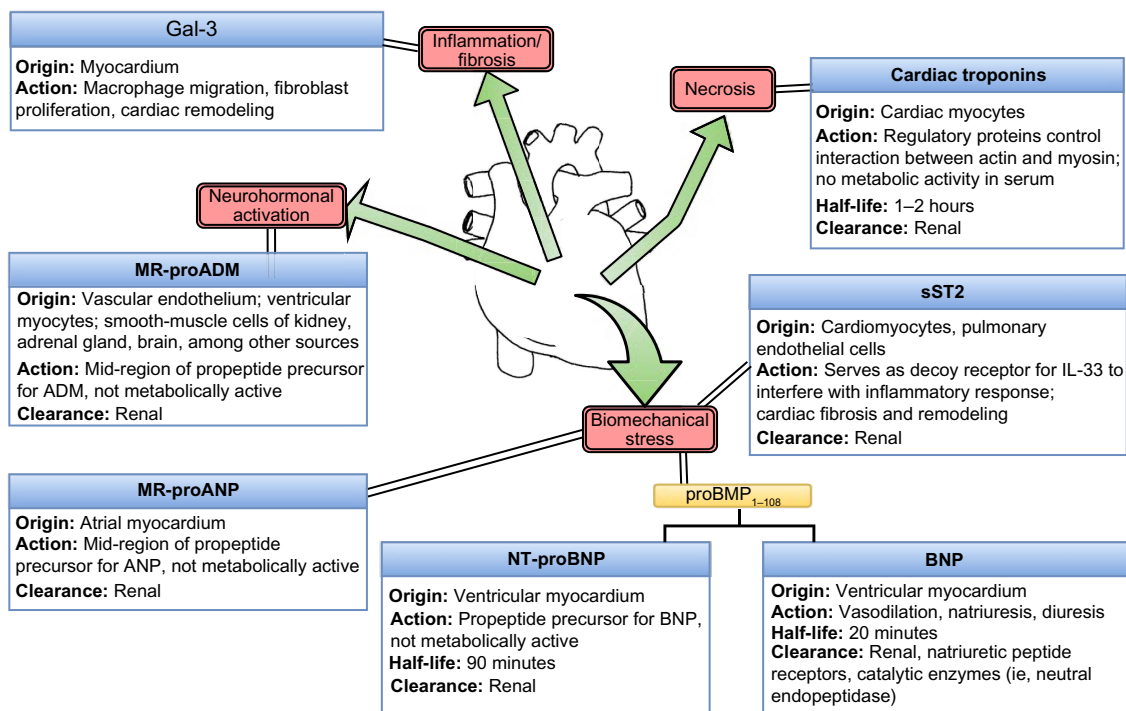 Gal-3
Origin: Myocardium
Action: Macrophage migration, fibroblast
proliferation, cardiac remodeling
Inflammation/
fibrosis
Necrosis
Cardiac troponins
Origin: Cardiac myocytes
Action: Regulatory proteins control
interaction between actin and myosin;
no metabolic activity in serum
Half-life: 1–2 hours
Clearance: Renal
Neurohormonal
activation
MR-proADM
Origin: Vascular endothelium; ventricular
myocytes; smooth-muscle cells of kidney,
adrenal gland, brain, among other sources
Action: Mid-region of propeptide precursor
for ADM, not metabolically active
Clearance: Renal
sST2
Origin: Cardiomyocytes, pulmonary
endothelial cells
Action: Serves as decoy receptor for IL-33 to
interfere with inflammatory response;
cardiac fibrosis and remodeling
Clearance: Renal
Biomechanical
stress
MR-proANP
Origin: Atrial myocardium
Action: Mid-region of propeptide
precursor for ANP, not metabolically active
Clearance: Renal
proBMP1–108
NT-proBNP
Origin: Ventricular myocardium
Action: Propeptide precursor for BNP,
not metabolically active
Half-life: 90 minutes
Clearance: Renal
BNP
Origin: Ventricular myocardium
Action: Vasodilation, natriuresis, diuresis
Half-life: 20 minutes
Clearance: Renal, natriuretic peptide
receptors, catalytic enzymes (ie, neutral
endopeptidase)